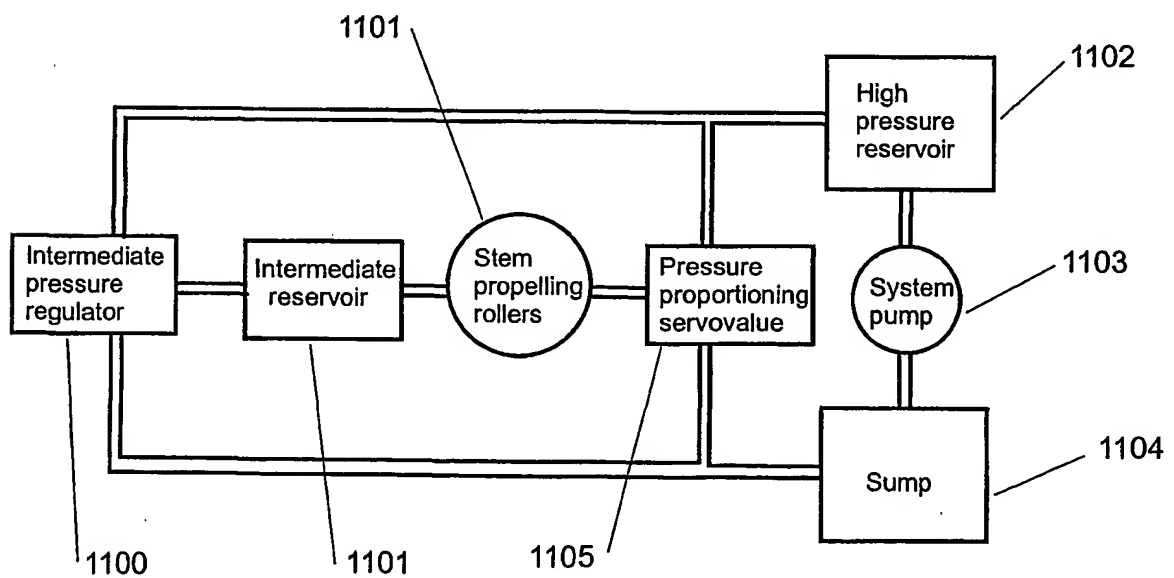 1101
1102
High
pressure
reservoir
Intermediate
pressure
regulator
Intermediate
reservoir
Stem
propelling
rollers
Pressure
proportioning
servovalue
System
pump
1103
Sump
1104
1100
1101
1105